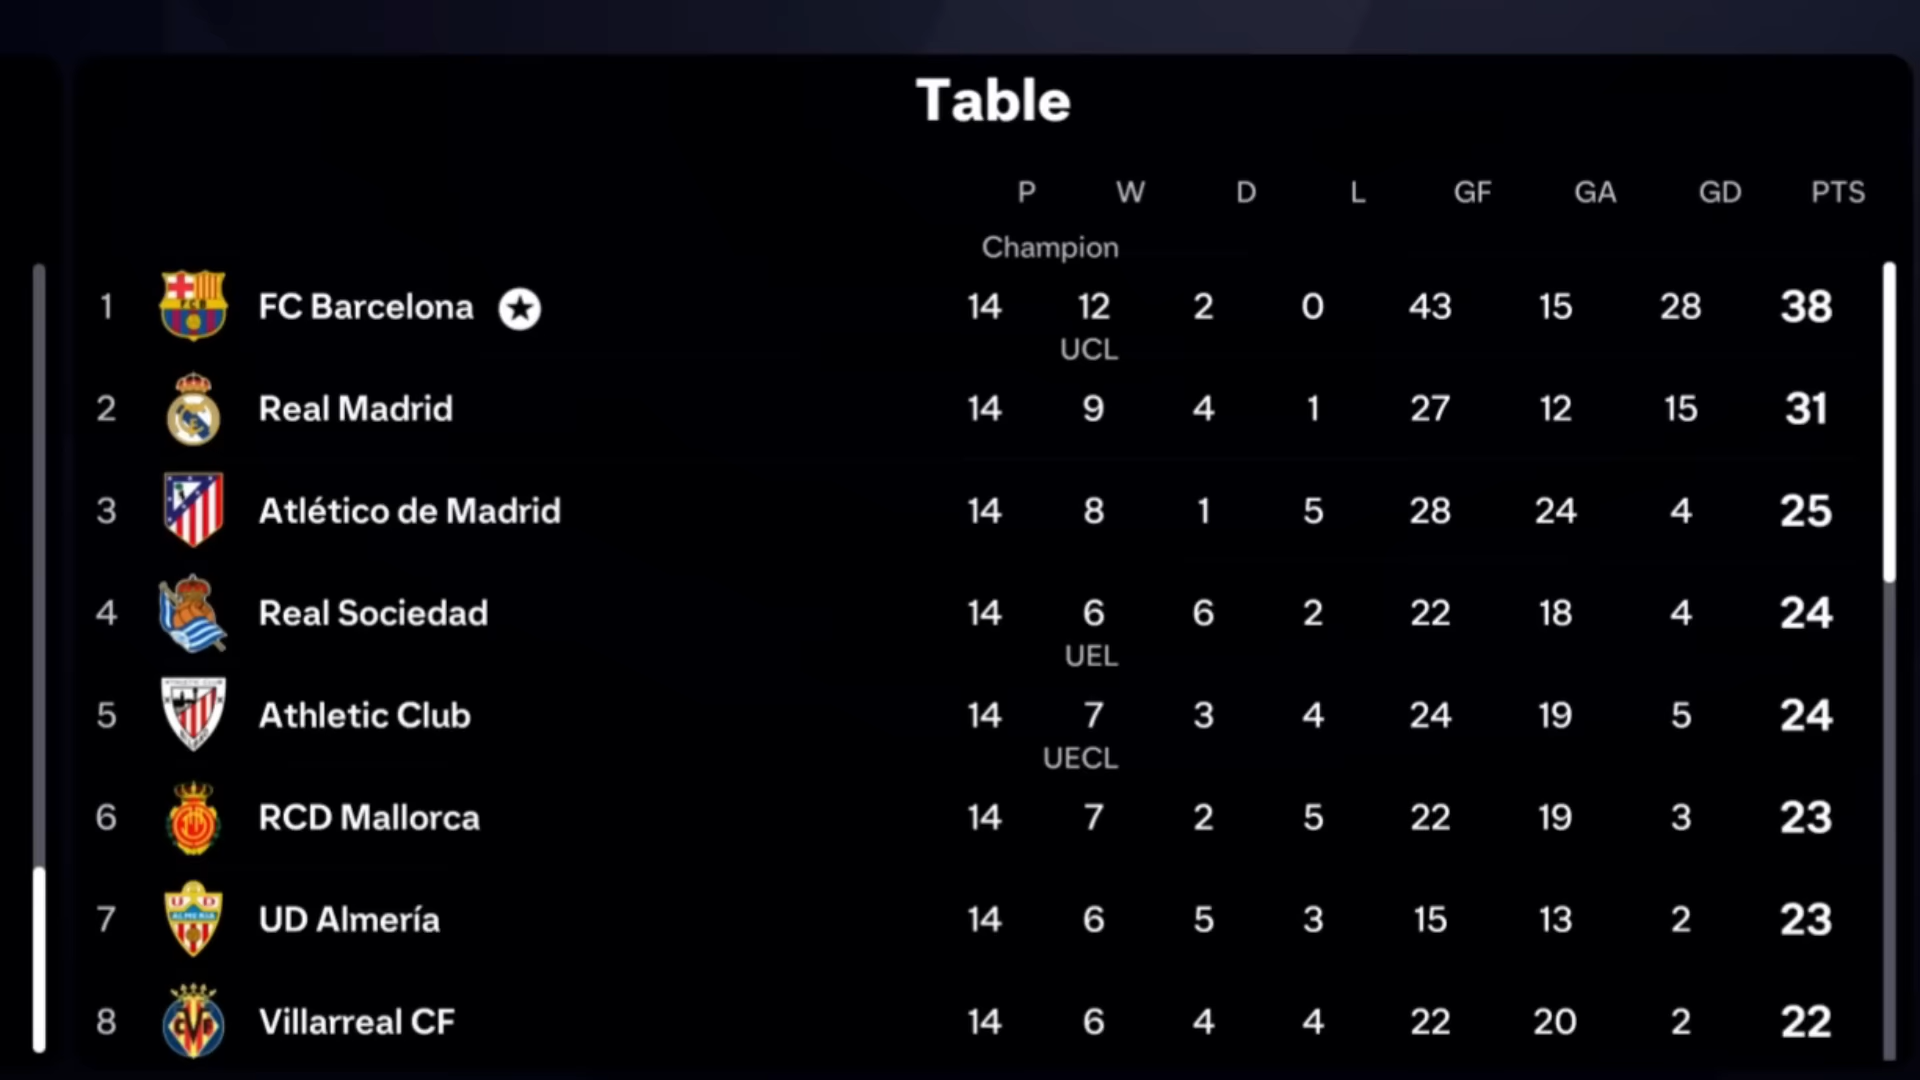 Table
P W D L GF GA GD PTS
Champion
1 FC Barcelona 14 12 2 0 43 15 28 38
UCL
2 Real Madrid 14 9 4 1 27 12 15 31
3 Atlético de Madrid 14 8 1 5 28 24 4 25
4 Real Sociedad 14 6 6 2 22 18 4 24
UEL
5 Athletic Club 14 7 3 4 24 19 5 24
UECL
6 RCD Mallorca 14 7 2 5 22 19 3 23
7 UD Almería 14 6 5 3 15 13 2 23
8 Villarreal CF 14 6 4 4 22 20 2 22